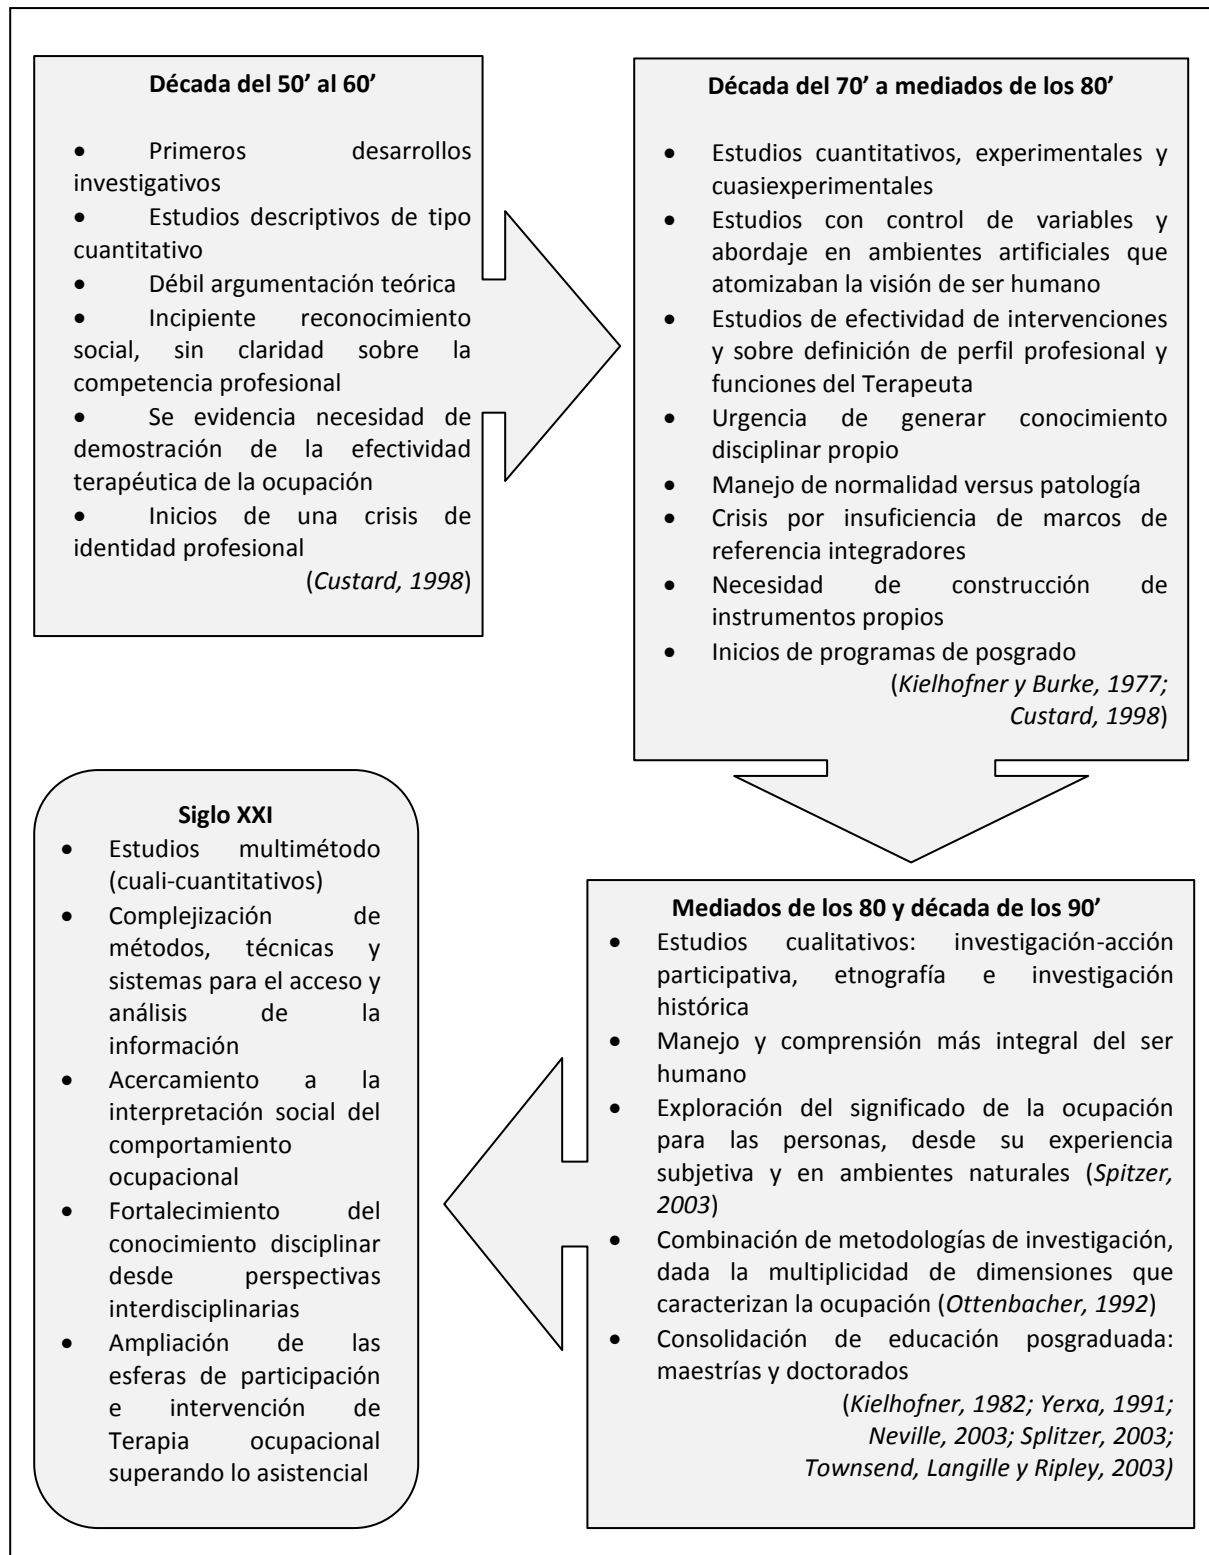 Década del 50’ al 60’
• Primeros desarrollos
investigativos
• Estudios descriptivos de tipo
cuantitativo
• Débil argumentación teórica
• Incipiente reconocimiento
social, sin claridad sobre la
competencia profesional
• Se evidencia necesidad de
demostración de la efectividad
terapéutica de la ocupación
• Inicios de una crisis de
identidad profesional
(Custard, 1998)
Década del 70’ a mediados de los 80’
• Estudios cuantitativos, experimentales y
cuasiexperimentales
• Estudios con control de variables y
abordaje en ambientes artificiales que
atomizaban la visión de ser humano
• Estudios de efectividad de intervenciones
y sobre definición de perfil profesional y
funciones del Terapeuta
• Urgencia de generar conocimiento
disciplinar propio
• Manejo de normalidad versus patología
• Crisis por insuficiencia de marcos de
referencia integradores
• Necesidad de construcción de
instrumentos propios
• Inicios de programas de posgrado
(Kielhofner y Burke, 1977;
Custard, 1998)
Mediados de los 80 y década de los 90’
• Estudios cualitativos: investigación-acción
participativa, etnografía e investigación
histórica
• Manejo y comprensión más integral del ser
humano
• Exploración del significado de la ocupación
para las personas, desde su experiencia
subjetiva y en ambientes naturales (Spitzer,
2003)
• Combinación de metodologías de investigación,
dada la multiplicidad de dimensiones que
caracterizan la ocupación (Ottenbacher, 1992)
• Consolidación de educación posgraduada:
maestrías y doctorados
(Kielhofner, 1982; Yerxa, 1991;
Neville, 2003; Splitzer, 2003;
Townsend, Langille y Ripley, 2003)
Siglo XXI
• Estudios multimétodo
(cuali-cuantitativos)
• Complejización de
métodos, técnicas y
sistemas para el acceso y
análisis de la
información
• Acercamiento a la
interpretación social del
comportamiento
ocupacional
• Fortalecimiento del
conocimiento disciplinar
desde perspectivas
interdisciplinarias
• Ampliación de las
esferas de participación
e intervención de
Terapia ocupacional
superando lo asistencial